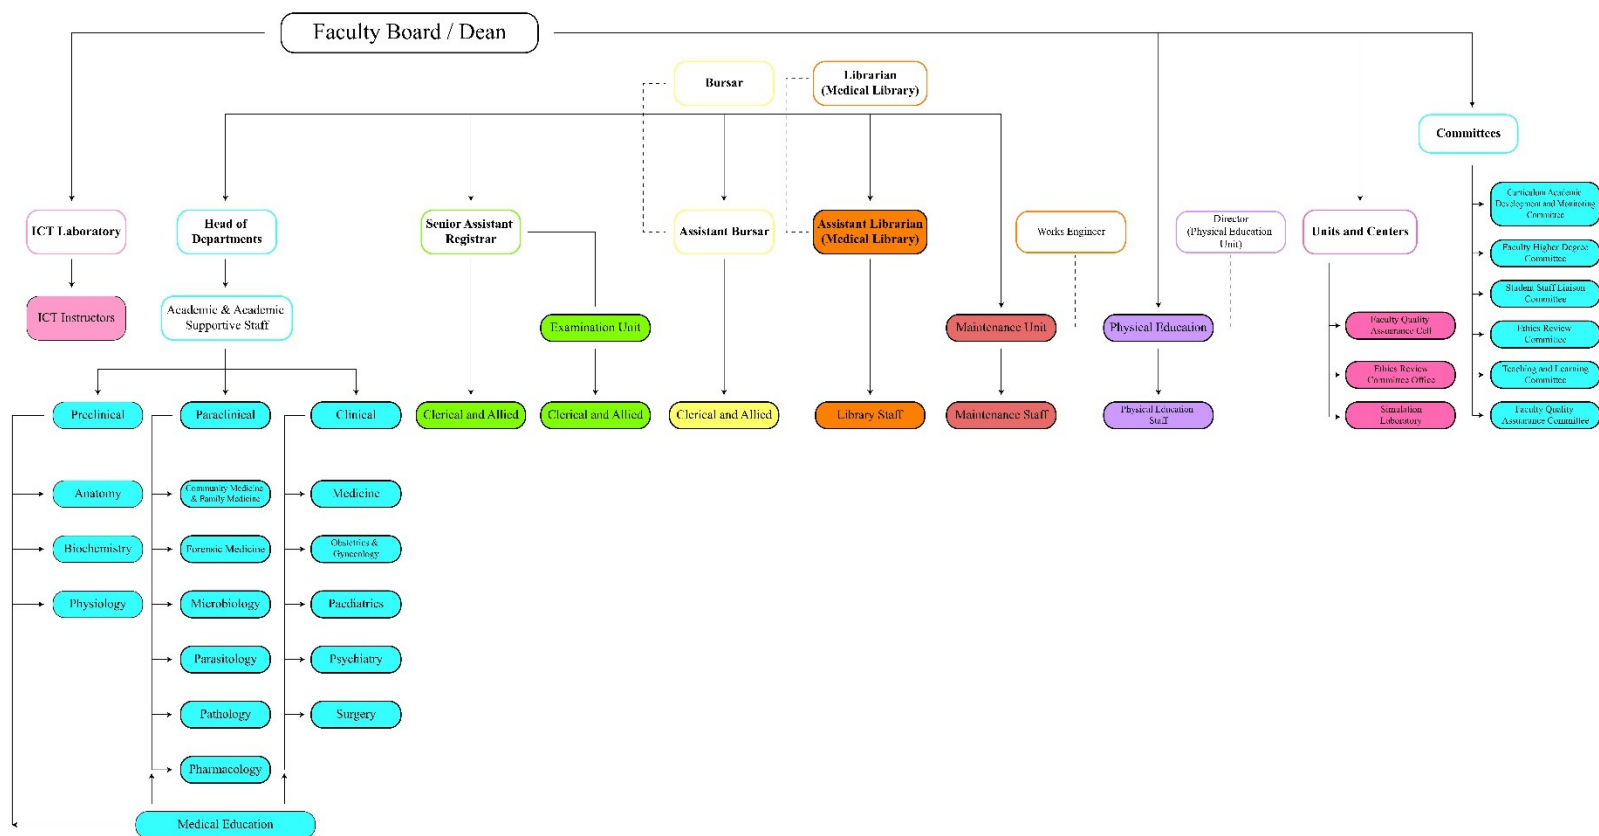 Faculty Board / Dean
Bursar
Librarian
(Medical Library)
Committees
ICT Laboratory
Head of
Departments
Senior Assistant
Registrar
Assistant Bursar
Assistant Librarian
(Medical Library)
Works Engineer
Director
(Physical Education
Unit)
Units and Centers
Curriculum Academic
Development and Monitoring
Committee
Faculty Higher Degree
Committee
Student Staff Liaison
Committee
Ethics Review
Committee
Teaching and Learning
Committee
Faculty Quality
Assurance Committee
ICT Instructors
Academic & Academic
Supportive Staff
Examination Unit
Maintenance Unit
Physical Education
Faculty Quality
Assurance Cell
Ethics Review
Committee Office
Simulation
Laboratory
Preclinical
Paraclinical
Clinical
Clerical and Allied
Clerical and Allied
Clerical and Allied
Library Staff
Maintenance Staff
Physical Education
Staff
Anatomy
Community Medicine
& Family Medicine
Medicine
Biochemistry
Forensic Medicine
Obstetrics &
Gynecology
Physiology
Microbiology
Paediatrics
Parasitology
Psychiatry
Pathology
Surgery
Pharmacology
Medical Education